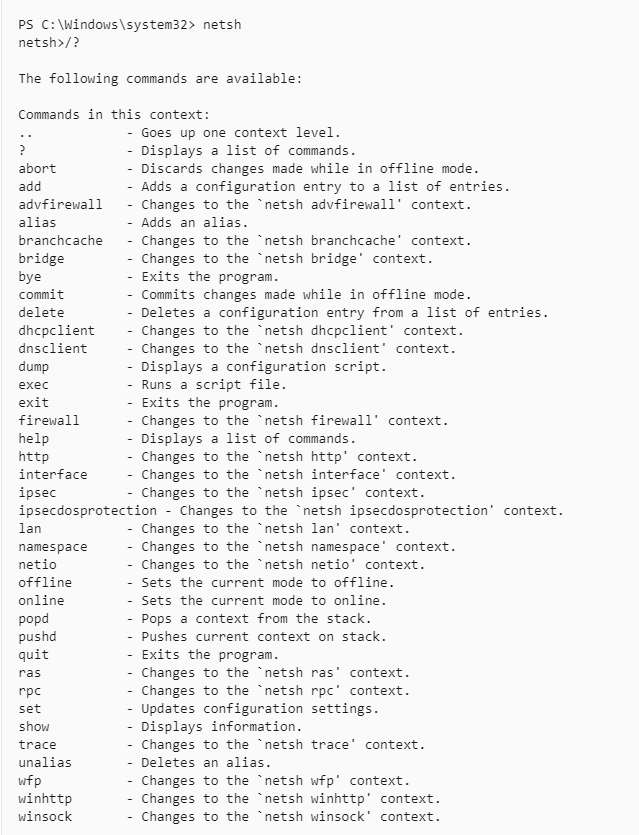 PS C:\Windows\system32> netsh
netsh>/?
The following commands are available:
Commands in this context:
..             - Goes up one context level.
?              - Displays a list of commands.
abort          - Discards changes made while in offline mode.
add            - Adds a configuration entry to a list of entries.
advfirewall    - Changes to the `netsh advfirewall' context.
alias          - Adds an alias.
branchcache    - Changes to the `netsh branchcache' context.
bridge         - Changes to the `netsh bridge' context.
bye            - Exits the program.
commit         - Commits changes made while in offline mode.
delete         - Deletes a configuration entry from a list of entries.
dhcpclient     - Changes to the `netsh dhcpclient' context.
dnsclient      - Changes to the `netsh dnsclient' context.
dump           - Displays a configuration script.
exec           - Runs a script file.
exit           - Exits the program.
firewall       - Changes to the `netsh firewall' context.
help           - Displays a list of commands.
http           - Changes to the `netsh http' context.
interface      - Changes to the `netsh interface' context.
ipsec          - Changes to the `netsh ipsec' context.
ipsecdosprotection - Changes to the `netsh ipsecdosprotection' context.
lan            - Changes to the `netsh lan' context.
namespace      - Changes to the `netsh namespace' context.
netio          - Changes to the `netsh netio' context.
offline        - Sets the current mode to offline.
online         - Sets the current mode to online.
popd           - Pops a context from the stack.
pushd          - Pushes current context on stack.
quit           - Exits the program.
ras            - Changes to the `netsh ras' context.
rpc            - Changes to the `netsh rpc' context.
set            - Updates configuration settings.
show           - Displays information.
trace          - Changes to the `netsh trace' context.
unalias        - Deletes an alias.
wfp            - Changes to the `netsh wfp' context.
winhttp        - Changes to the `netsh winhttp' context.
winsock        - Changes to the `netsh winsock' context.